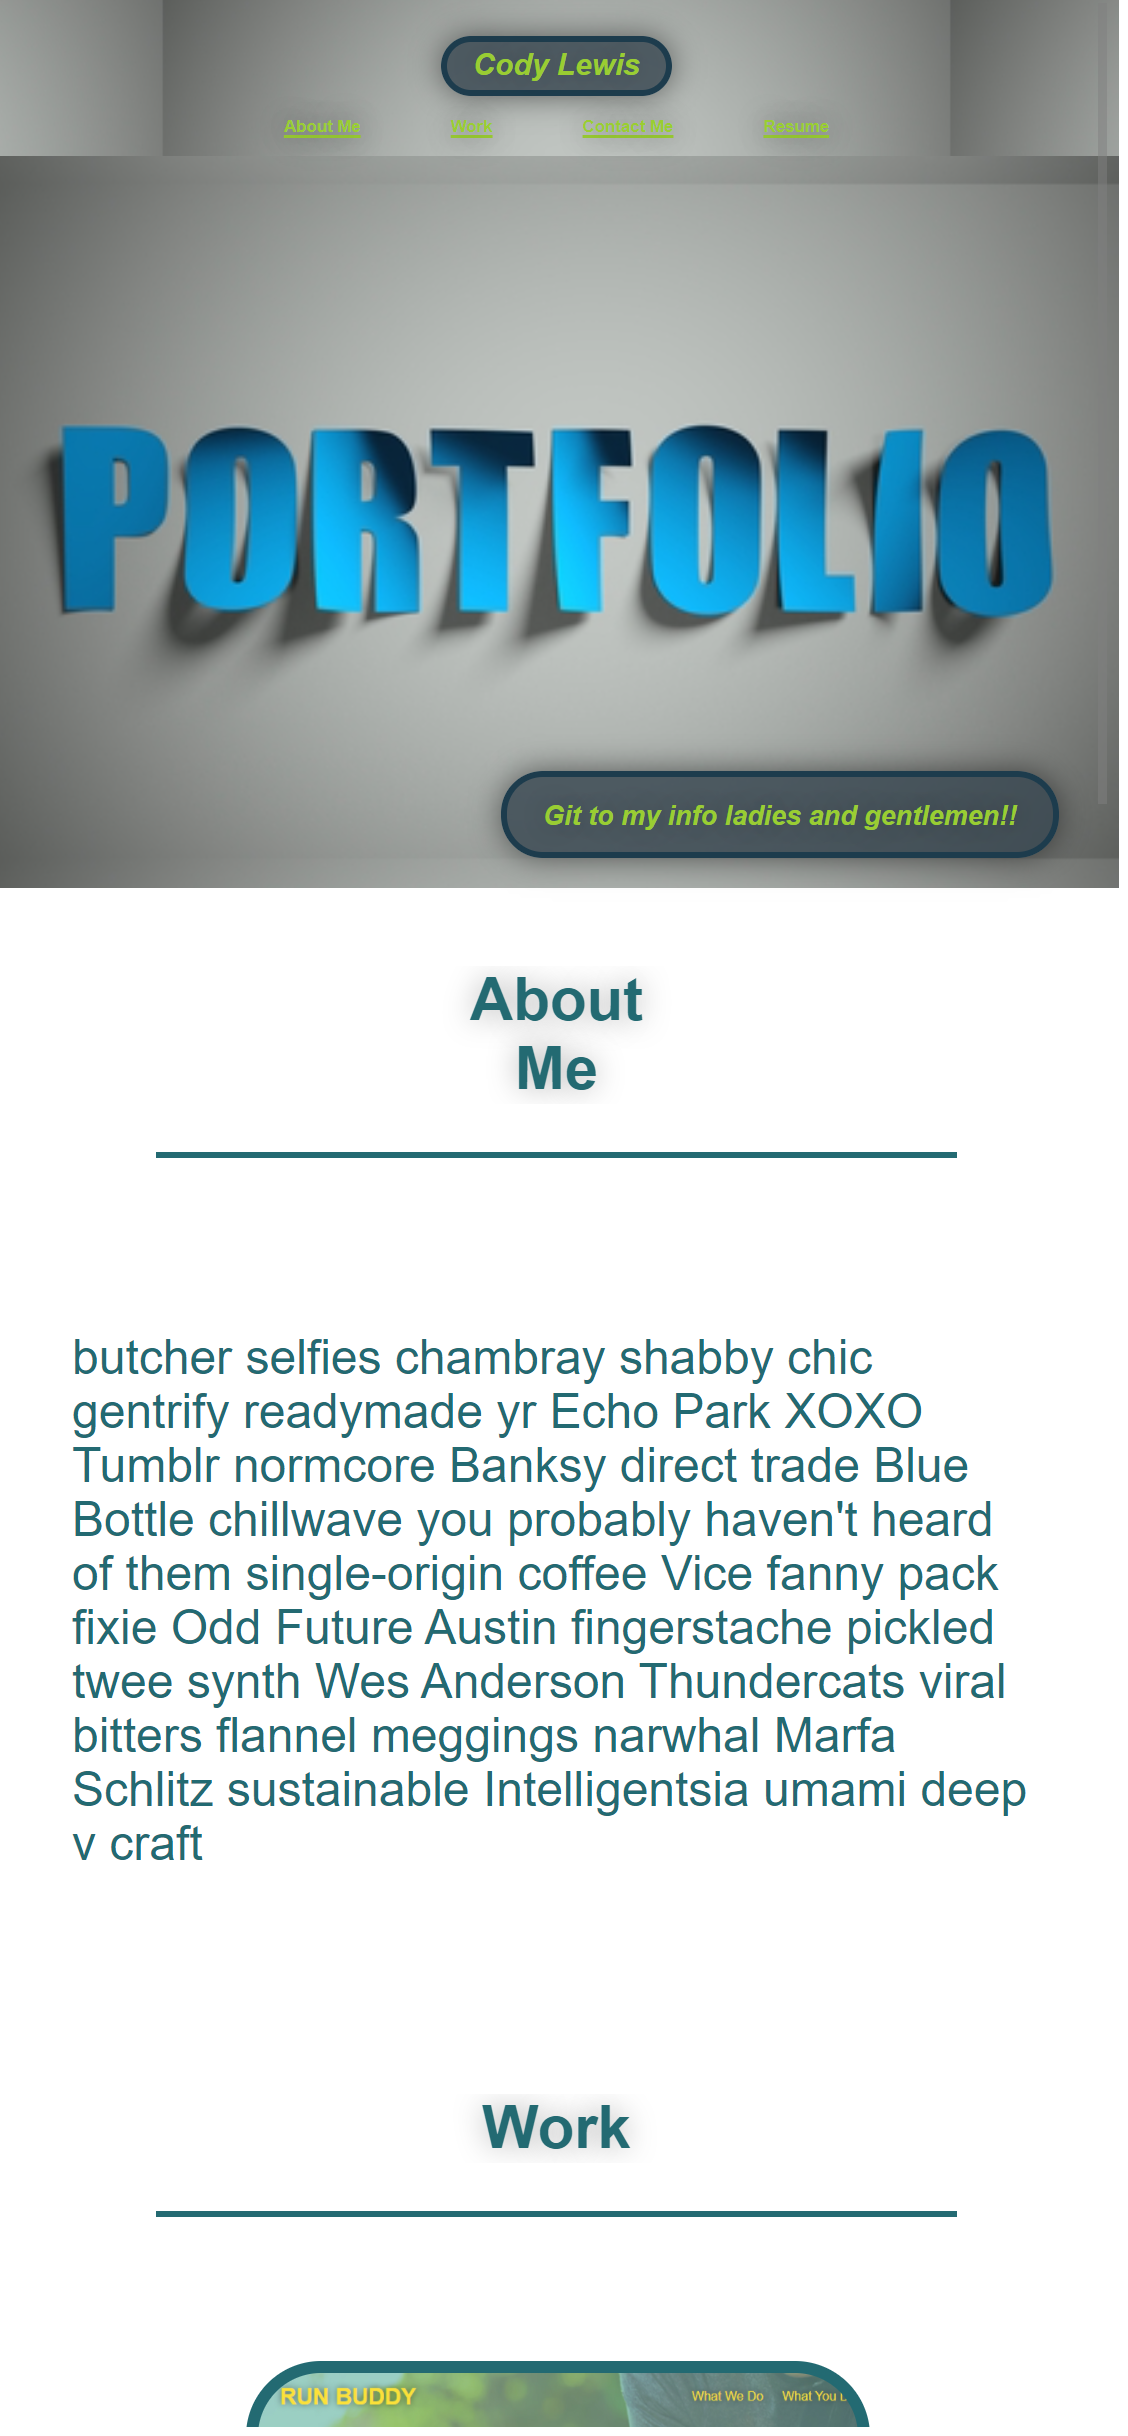 Cody Lewis
About Me Work Contact Me Resume
PORTFOLIO
Git to my info ladies and gentlemen!!
About
Me
butcher selfies chambray shabby chic
gentrify readymade yr Echo Park XOXO
Tumblr normcore Banksy direct trade Blue
Bottle chillwave you probably haven't heard
of them single-origin coffee Vice fanny pack
fixie Odd Future Austin fingerstache pickled
twee synth Wes Anderson Thundercats viral
bitters flannel meggings narwhal Marfa
Schlitz sustainable Intelligentsia umami deep
v craft
Work
RUN BUDDY What We Do What You